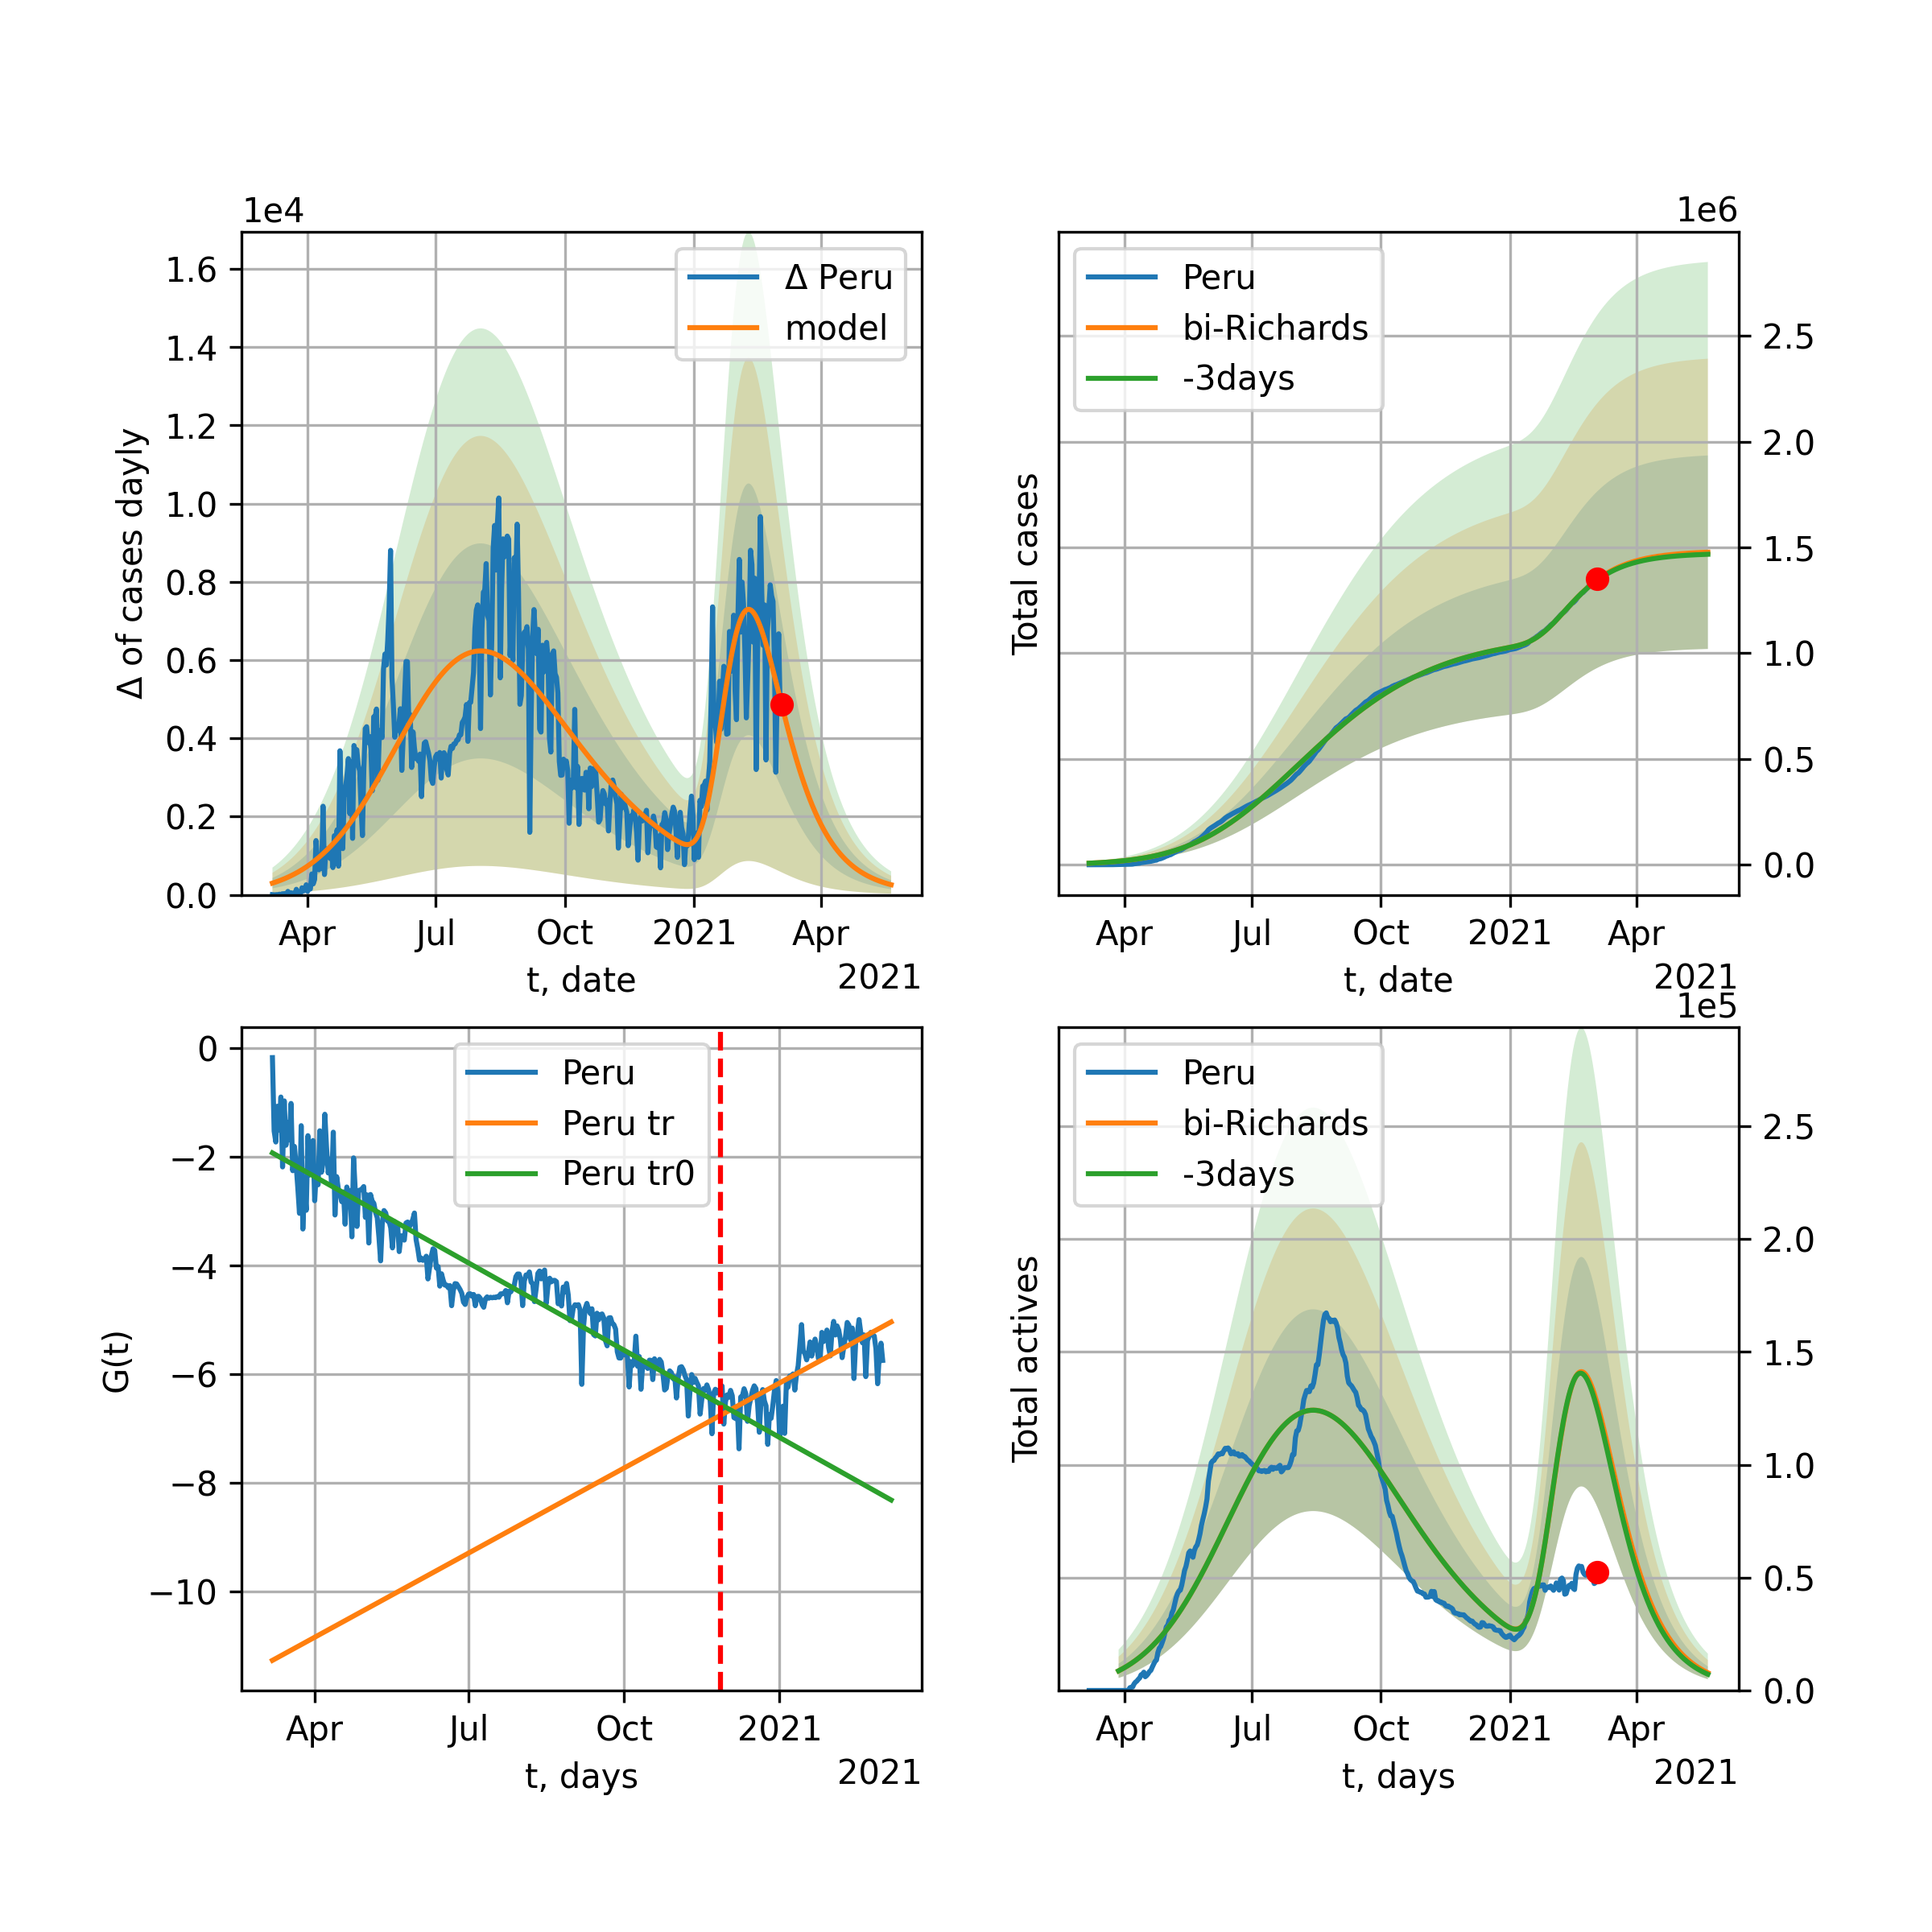 1e4
1.6
1.4
1.2
1.0
0.8
0.6
0.4
0.2
0.0
Δ of cases dayly
Δ Peru
model
Apr
Jul
Oct
2021
Apr
t, date
2021
1e6
Peru
bi-Richards
-3days
Total cases
2.5
2.0
1.5
1.0
0.5
0.0
Apr
Jul
Oct
2021
Apr
t, date
2021
0
−2
−4
−6
−8
−10
G(t)
Peru
Peru tr
Peru tr0
Apr
Jul
Oct
2021
t, days
2021
1e5
Peru
bi-Richards
-3days
Total actives
2.5
2.0
1.5
1.0
0.5
0.0
Apr
Jul
Oct
2021
Apr
t, days
2021